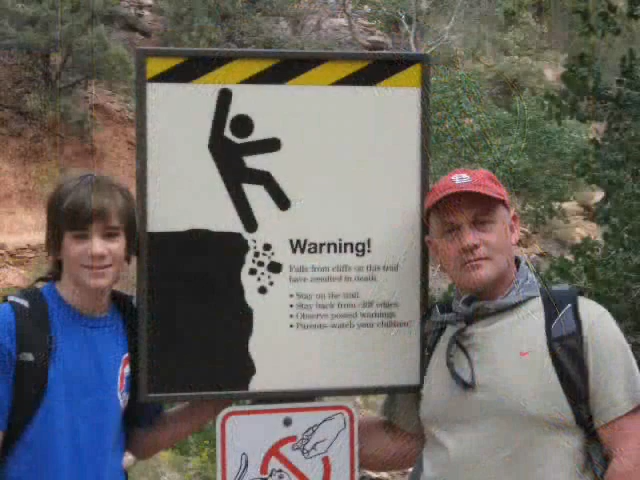 Warning!
Falls from cliffs on this trail
have resulted in death.
• Stay on the trail.
• Stay back from cliff edges.
• Observe posted warnings.
• Parents-watch your children!